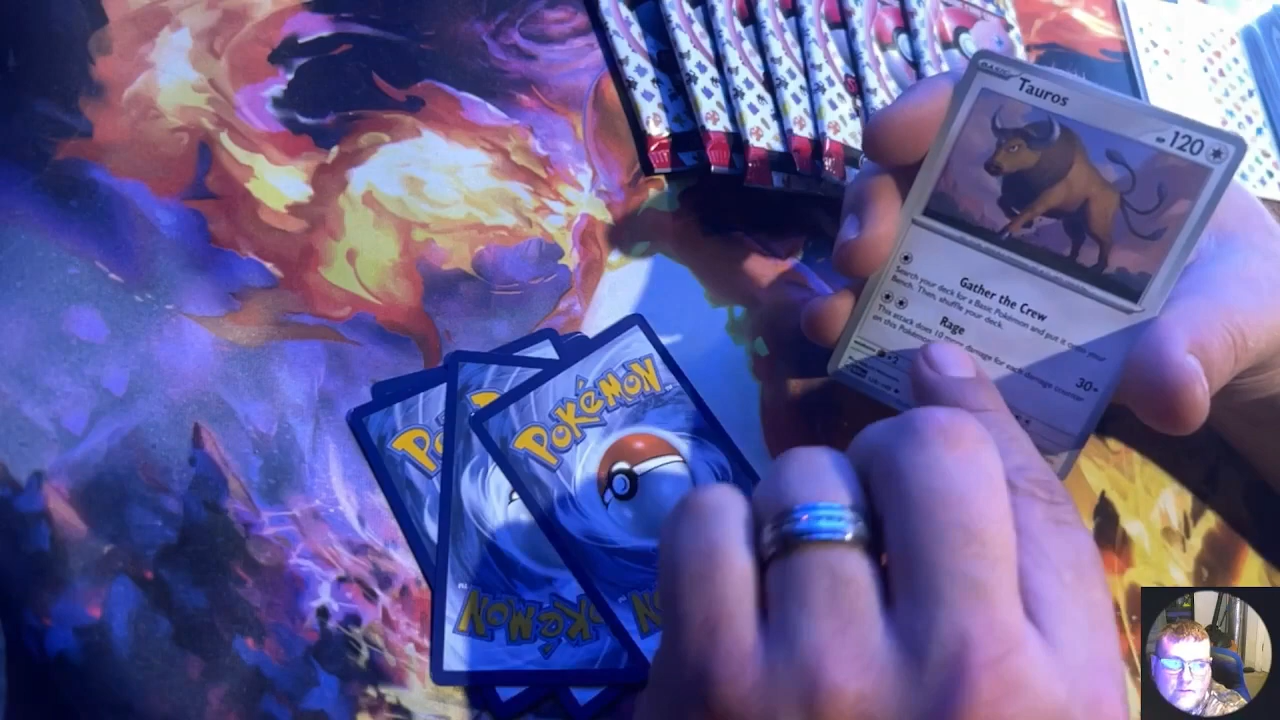 BASIC
Tauros
120
Gather the Crew
Search your deck for a Basic Pokémon and put it onto your
Bench. Then, shuffle your deck.
Rage
30+
This attack does 10 more damage for each damage counter
on this Pokémon.
×2
POKéMON
POKéMON
POKéMON